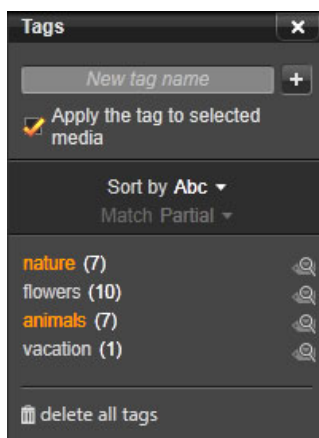 Tags
New tag name
Apply the tag to selected
media
Sort by Abc
Match Partial
nature (7)
flowers (10)
animals (7)
vacation (1)
delete all tags